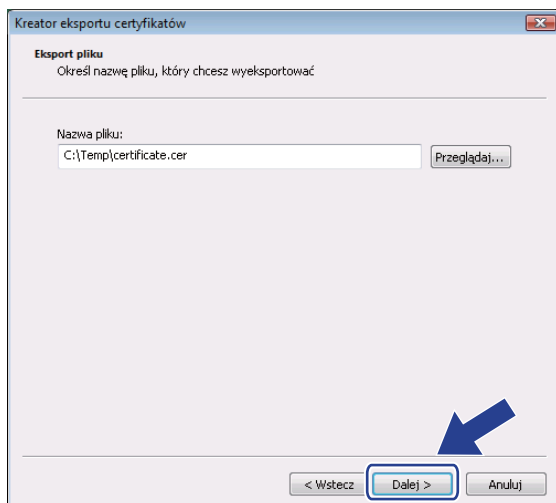 Kreator eksportu certyfikatów
Eksport pliku
Określ nazwę pliku, który chcesz wyeksportować
Nazwa pliku:
C:\Temp\certificate.cer
Przeglądaj...
< Wstecz
Dalej >
Anuluj